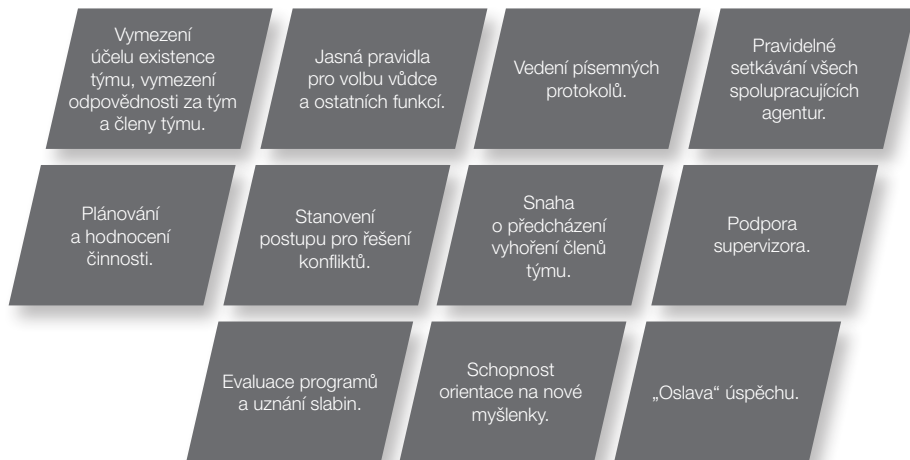 Vymezení
účelu existence
týmu, vymezení
odpovědnosti za tým
a členy týmu.
Jasná pravidla
pro volbu vůdce
a ostatních funkcí.
Vedení písemných
protokolů.
Pravidelné
setkávání všech
spolupracujících
agentur.
Plánování
a hodnocení
činnosti.
Stanovení
postupu pro řešení
konfliktů.
Snaha
o předcházení
vyhoření členů
týmu.
Podpora
supervizora.
Evaluace programů
a uznání slabin.
Schopnost
orientace na nové
myšlenky.
„Oslava“ úspěchu.